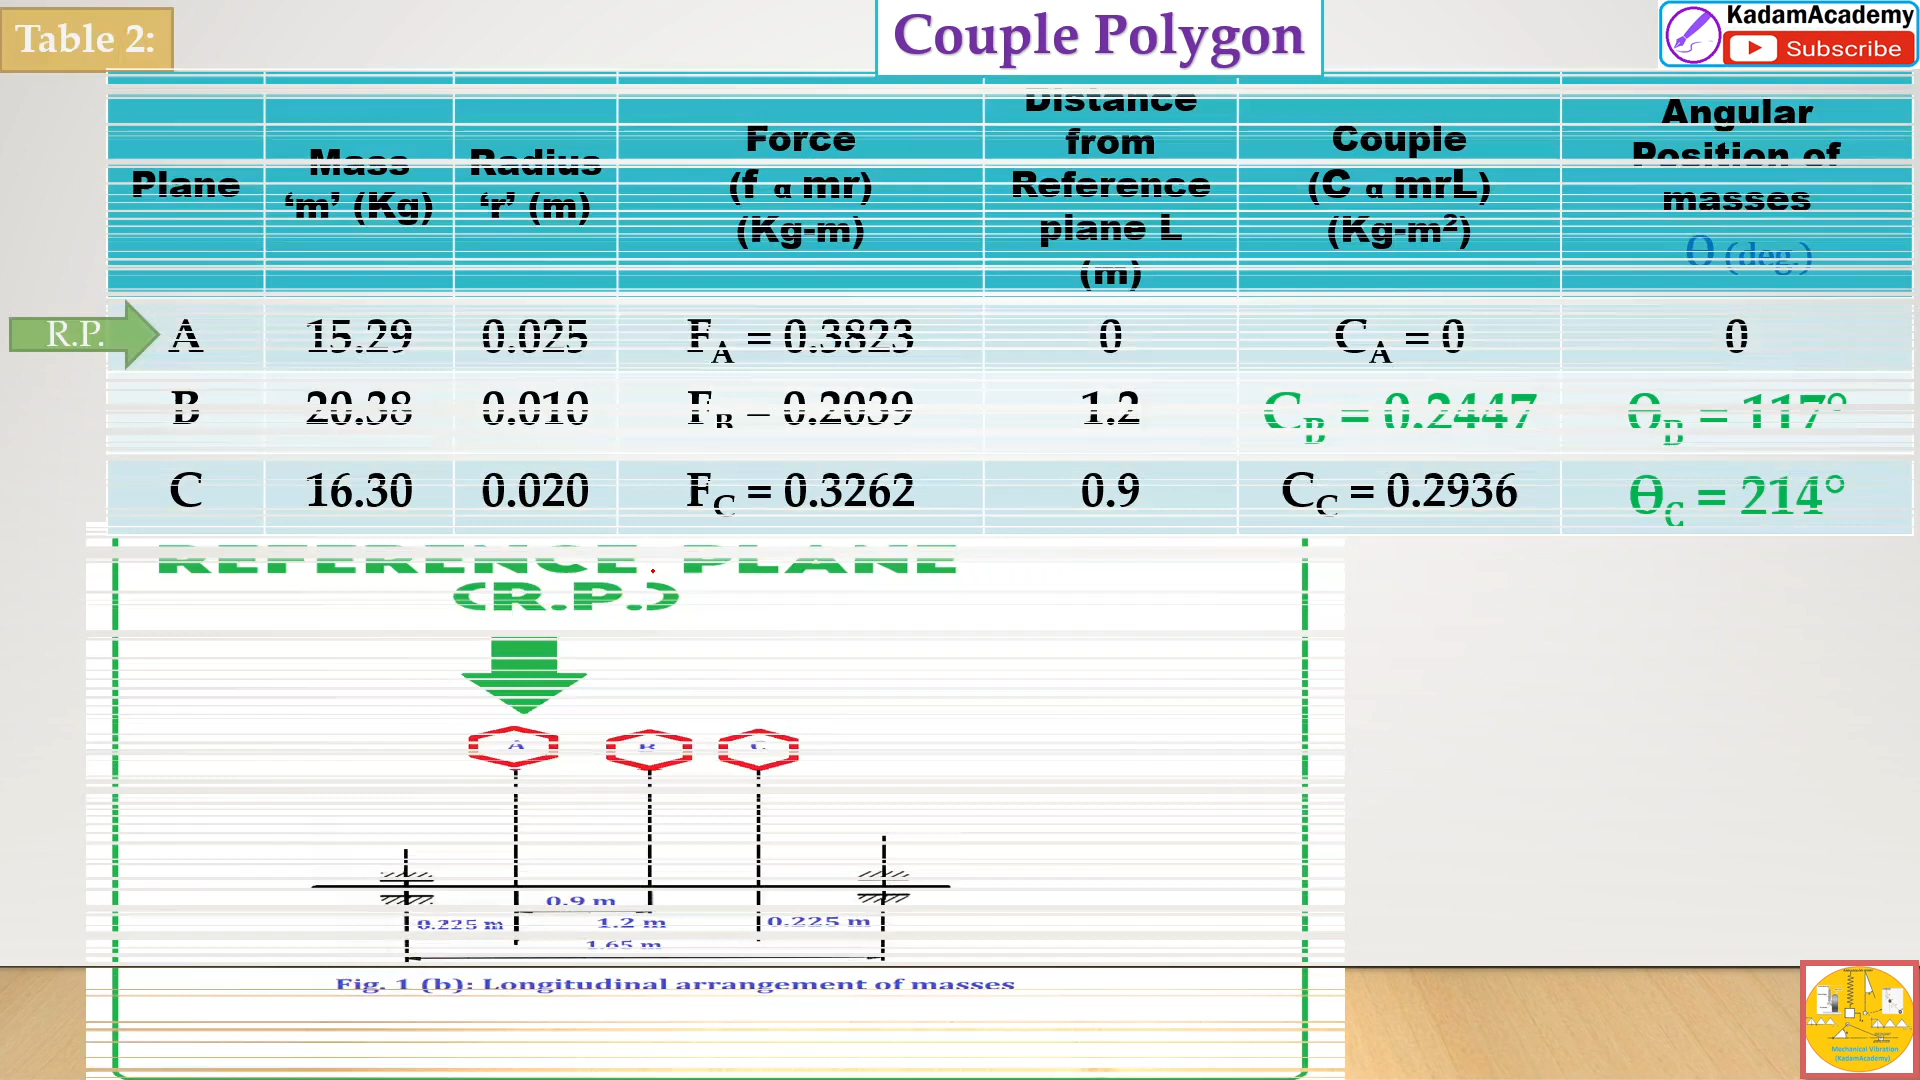 Table 2:
Couple Polygon
KadamAcademy
Subscribe
Plane
Mass
‘m’ (Kg)
Radius
‘r’ (m)
Force
(f α mr)
(Kg-m)
Distance
from
Reference
plane L
(m)
Couple
(C α mrL)
(Kg-m²)
Angular
Position of
masses
Θ (deg.)
R.P.
A 15.29 0.025 F_A = 0.3823 0 C_A = 0 0
B 20.38 0.010 F_B = 0.2039 1.2 C_B = 0.2447 Θ_B = 117°
C 16.30 0.020 F_C = 0.3262 0.9 C_C = 0.2936 Θ_C = 214°
REFERENCE PLANE
(R.P.)
A B C
0.9 m
0.225 m 1.2 m 0.225 m
1.65 m
Fig. 1 (b): Longitudinal arrangement of masses
Mechanical Vibration
(KadamAcademy)